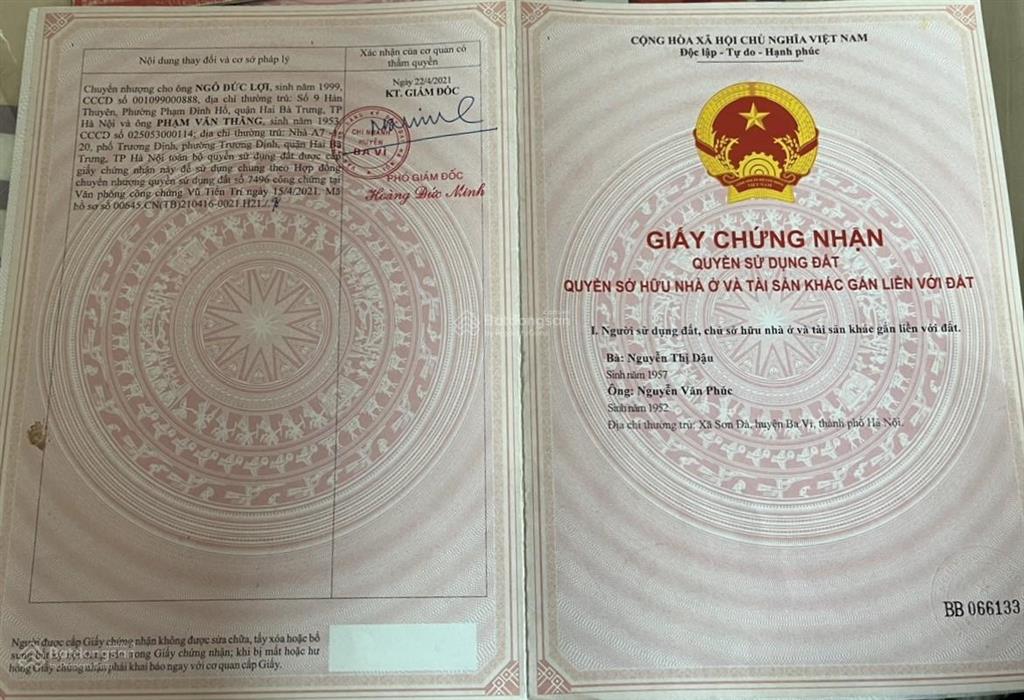 Nội dung thay đổi và cơ sở pháp lý
Xác nhận của cơ quan có
thẩm quyền
Chuyển nhượng cho ông NGÔ ĐỨC LỢI, sinh năm 1999,
CCCD số 001099000888, địa chỉ thường trú: Số 9 Hàn
Thuyên, Phường Phạm Đình Hổ, quận Hai Bà Trưng, TP
Hà Nội và ông PHẠM VĂN THĂNG, sinh năm 1953,
CCCD số 025053000114; địa chỉ thường trú: Nhà A7
20, phố Trương Định, phường Trương Định, quận Hai Bà
Trưng, TP Hà Nội toàn bộ quyền sử dụng đất được cấp
giấy chứng nhận này để sử dụng chung theo Hợp đồng
chuyển nhượng quyền sử dụng đất số 7496 công chứng tại
Văn phòng công chứng Vũ Tiến Trí ngày 15/4/2021. Mã
hồ sơ số 00645.CN(TB)210416-0021.H21./.
Ngày 22/4/2021
KT. GIÁM ĐỐC
CHI NHÁNH
HUYỆN
BA VÌ
PHÓ GIÁM ĐỐC
Hoàng Đức Minh
Người được cấp Giấy chứng nhận không được sửa chữa, tẩy xóa hoặc bổ
sung bất trong Giấy chứng nhận; khi bị mất hoặc hư
hỏng Giấy chứng nhận phải khai báo ngay với cơ quan cấp Giấy.
CỘNG HÒA XÃ HỘI CHỦ NGHĨA VIỆT NAM
Độc lập - Tự do - Hạnh phúc
VIỆT NAM
GIẤY CHỨNG NHẬN
QUYỀN SỬ DỤNG ĐẤT
QUYỀN SỞ HỮU NHÀ Ở VÀ TÀI SẢN KHÁC GẮN LIỀN VỚI ĐẤT
I. Người sử dụng đất, chủ sở hữu nhà ở và tài sản khác gắn liền với đất.
Bà: Nguyễn Thị Dậu
Sinh năm 1957
Ông: Nguyễn Văn Phúc
Sinh năm 1952
Địa chỉ thường trú: Xã Sơn Đà, huyện Ba Vì, thành phố Hà Nội.
BB 066133
Batdongsan